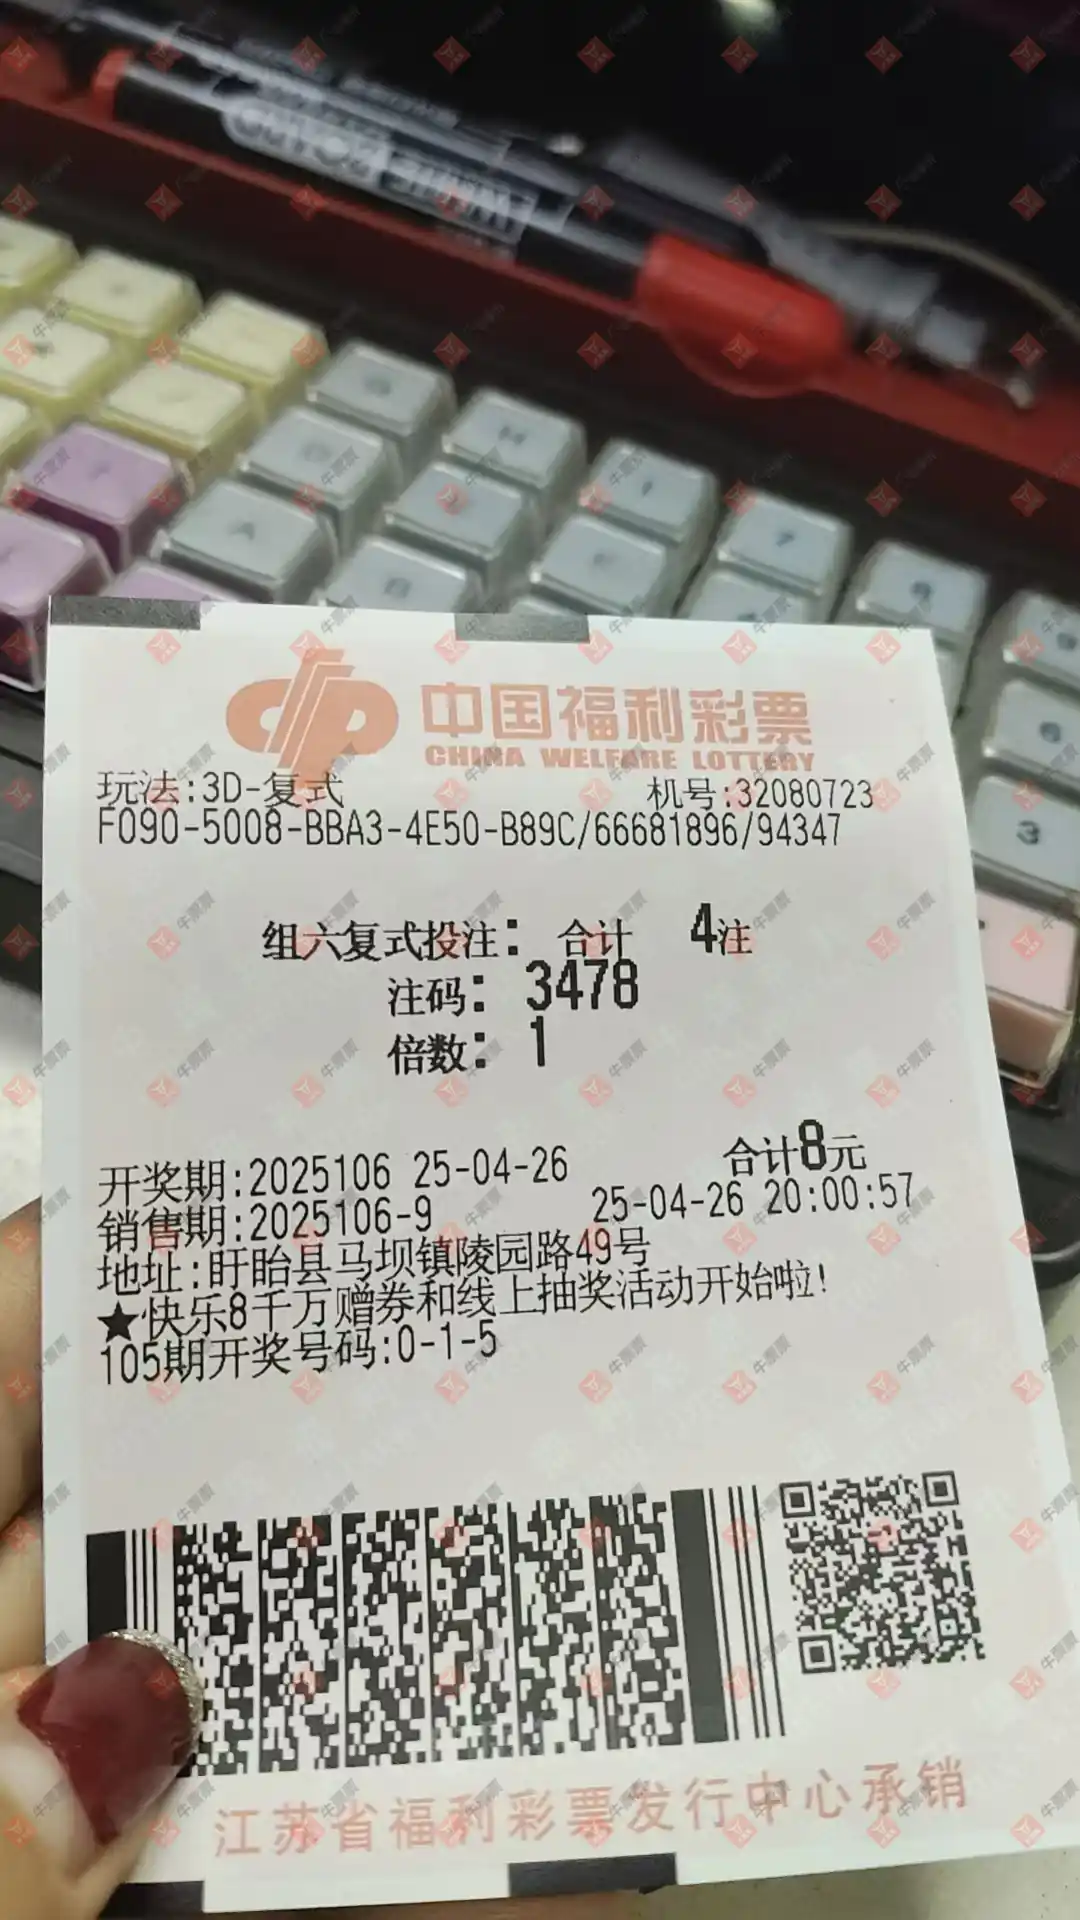 中国福利彩票
CHINA WELFARE LOTTERY
玩法:3D-复式 机号:32080723
F090-5008-BBA3-4E50-B89C/66681896/94347
组六复式投注: 合计 4注
注码: 3478
倍数: 1
开奖期:2025106 25-04-26 合计8元
销售期:2025106-9 25-04-26 20:00:57
地址:盱眙县马坝镇陵园路49号
★快乐8千万赠券和线上抽奖活动开始啦!
105期开奖号码:0-1-5
江苏省福利彩票发行中心承销
牛票票